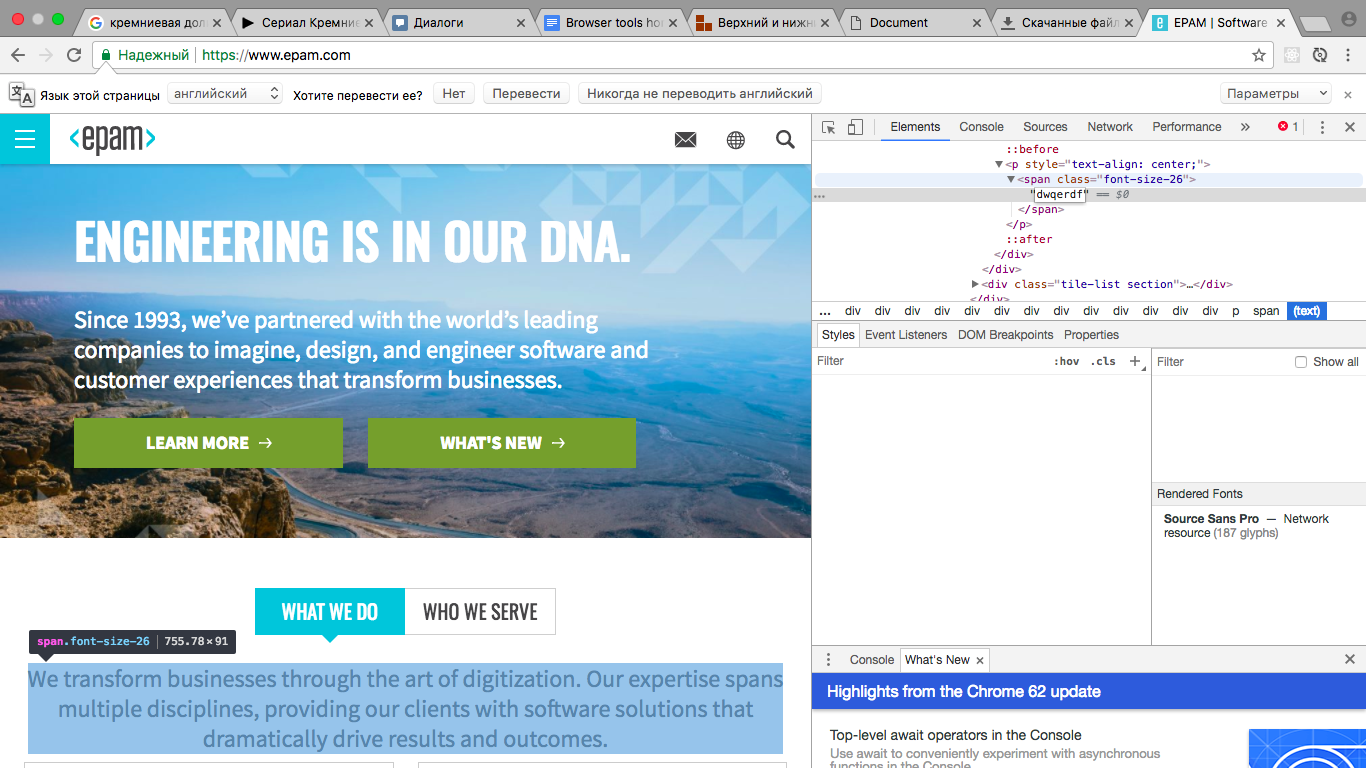 кремниевая дол
Сериал Кремние
Диалоги
Browser tools ho
Верхний и нижн
Document
Скачанные файл
EPAM | Software
Надежный
https://www.epam.com
Язык этой страницы
английский
Хотите перевести ее?
Нет
Перевести
Никогда не переводить английский
Параметры
<epam>
ENGINEERING IS IN OUR DNA.
Since 1993, we’ve partnered with the world’s leading
companies to imagine, design, and engineer software and
customer experiences that transform businesses.
LEARN MORE →
WHAT'S NEW →
WHAT WE DO
WHO WE SERVE
span.font-size-26 | 755.78×91
We transform businesses through the art of digitization. Our expertise spans
multiple disciplines, providing our clients with software solutions that
dramatically drive results and outcomes.
Elements
Console
Sources
Network
Performance
»
1
::before
▼<p style="text-align: center;">
▼<span class="font-size-26">
... "dwqerdf" == $0
</span>
</p>
::after
</div>
</div>
▶<div class="tile-list section">…</div>
</div>
... div div div div div div div div div div div div div p span (text)
Styles
Event Listeners
DOM Breakpoints
Properties
Filter
:hov .cls +
Filter
Show all
Rendered Fonts
Source Sans Pro — Network
resource (187 glyphs)
Console
What's New ×
Highlights from the Chrome 62 update
Top-level await operators in the Console
Use await to conveniently experiment with asynchronous
functions in the Console.